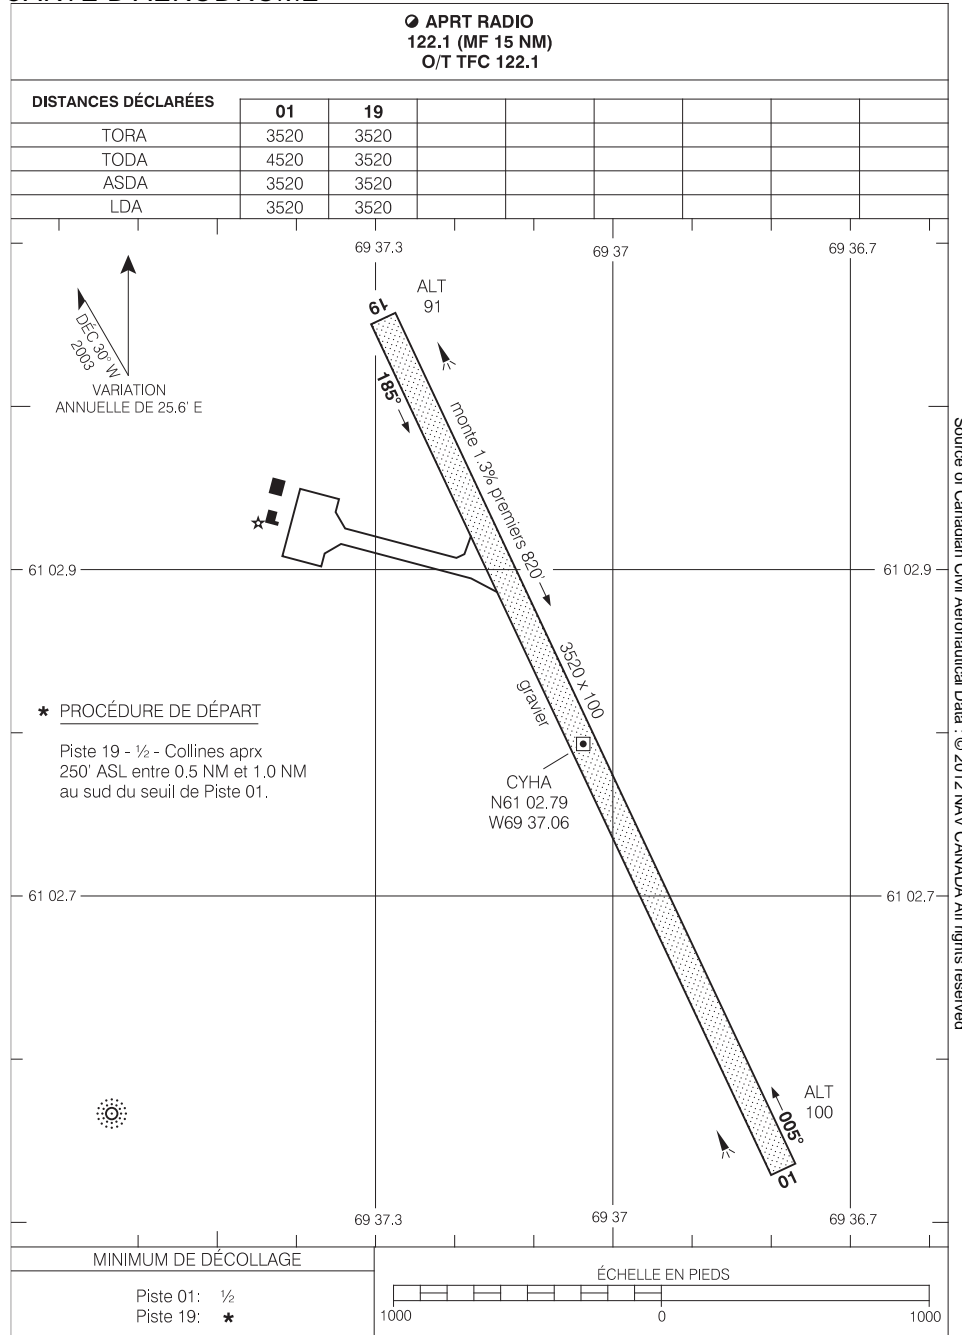 APRT RADIO
122.1 (MF 15 NM)
O/T TFC 122.1
DISTANCES DÉCLARÉES
01 19
TORA 3520 3520
TODA 4520 3520
ASDA 3520 3520
LDA 3520 3520
69 37.3 69 37 69 36.7
DÉC 30° W
2003
VARIATION
ANNUELLE DE 25.6' E
19
ALT
91
185°
monte 1.3% premiers 820'
61 02.9 61 02.9
3520 x 100
gravier
* PROCÉDURE DE DÉPART
Piste 19 - ½ - Collines aprx
250' ASL entre 0.5 NM et 1.0 NM
au sud du seuil de Piste 01.
CYHA
N61 02.79
W69 37.06
61 02.7 61 02.7
ALT
100
005°
01
69 37.3 69 37 69 36.7
MINIMUM DE DÉCOLLAGE
Piste 01: ½
Piste 19: *
ÉCHELLE EN PIEDS
1000 0 1000
Source of Canadian Civil Aeronautical Data : © 2012 NAV CANADA All rights reserved